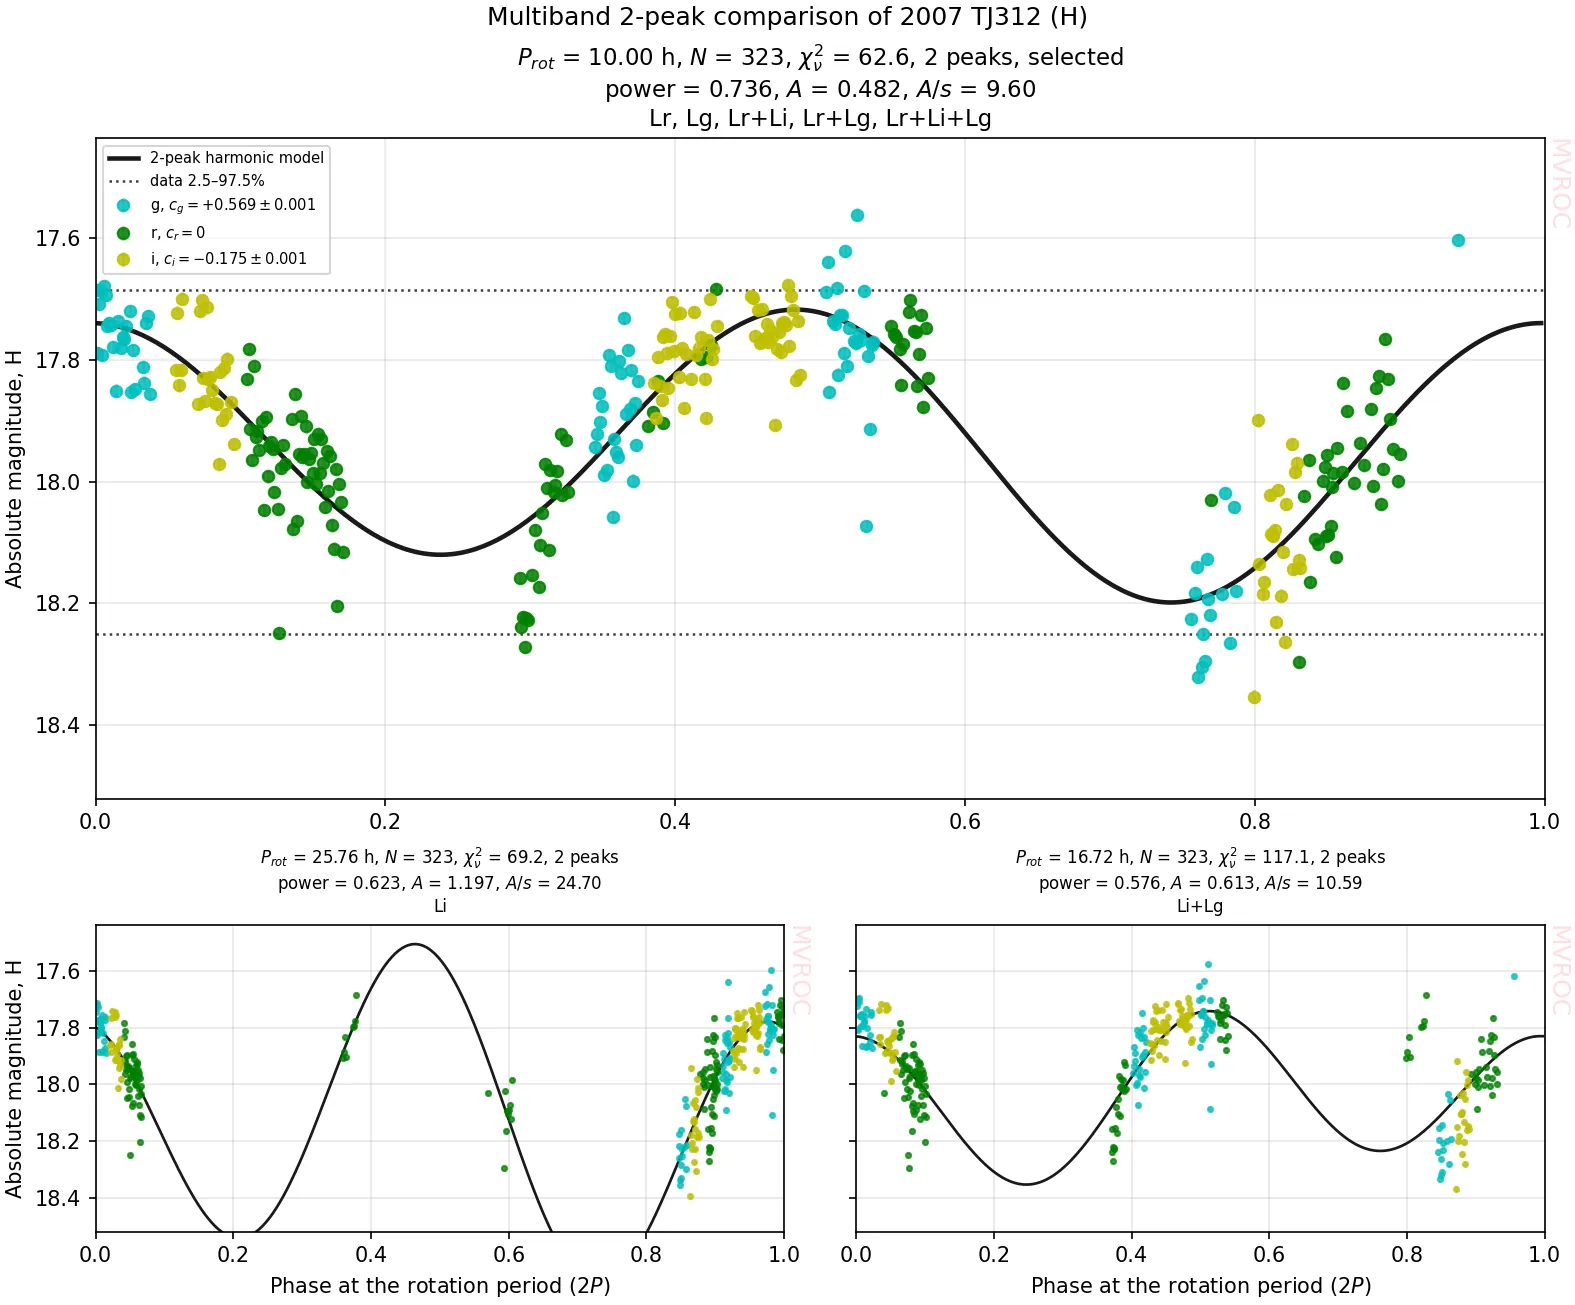 Multiband 2-peak comparison of 2007 TJ312 (H)
P_rot = 10.00 h, N = 323, χ²_ν = 62.6, 2 peaks, selected
power = 0.736, A = 0.482, A/s = 9.60
Lr, Lg, Lr+Li, Lr+Lg, Lr+Li+Lg
2-peak harmonic model
data 2.5–97.5%
g, c_g = +0.569 ± 0.001
r, c_r = 0
i, c_i = −0.175 ± 0.001
MVROC
Absolute magnitude, H
17.6
17.8
18.0
18.2
18.4
0.0 0.2 0.4 0.6 0.8 1.0
P_rot = 25.76 h, N = 323, χ²_ν = 69.2, 2 peaks
power = 0.623, A = 1.197, A/s = 24.70
Li
MVROC
Absolute magnitude, H
17.6
17.8
18.0
18.2
18.4
0.0 0.2 0.4 0.6 0.8 1.0
Phase at the rotation period (2P)
P_rot = 16.72 h, N = 323, χ²_ν = 117.1, 2 peaks
power = 0.576, A = 0.613, A/s = 10.59
Li+Lg
MVROC
0.0 0.2 0.4 0.6 0.8 1.0
Phase at the rotation period (2P)